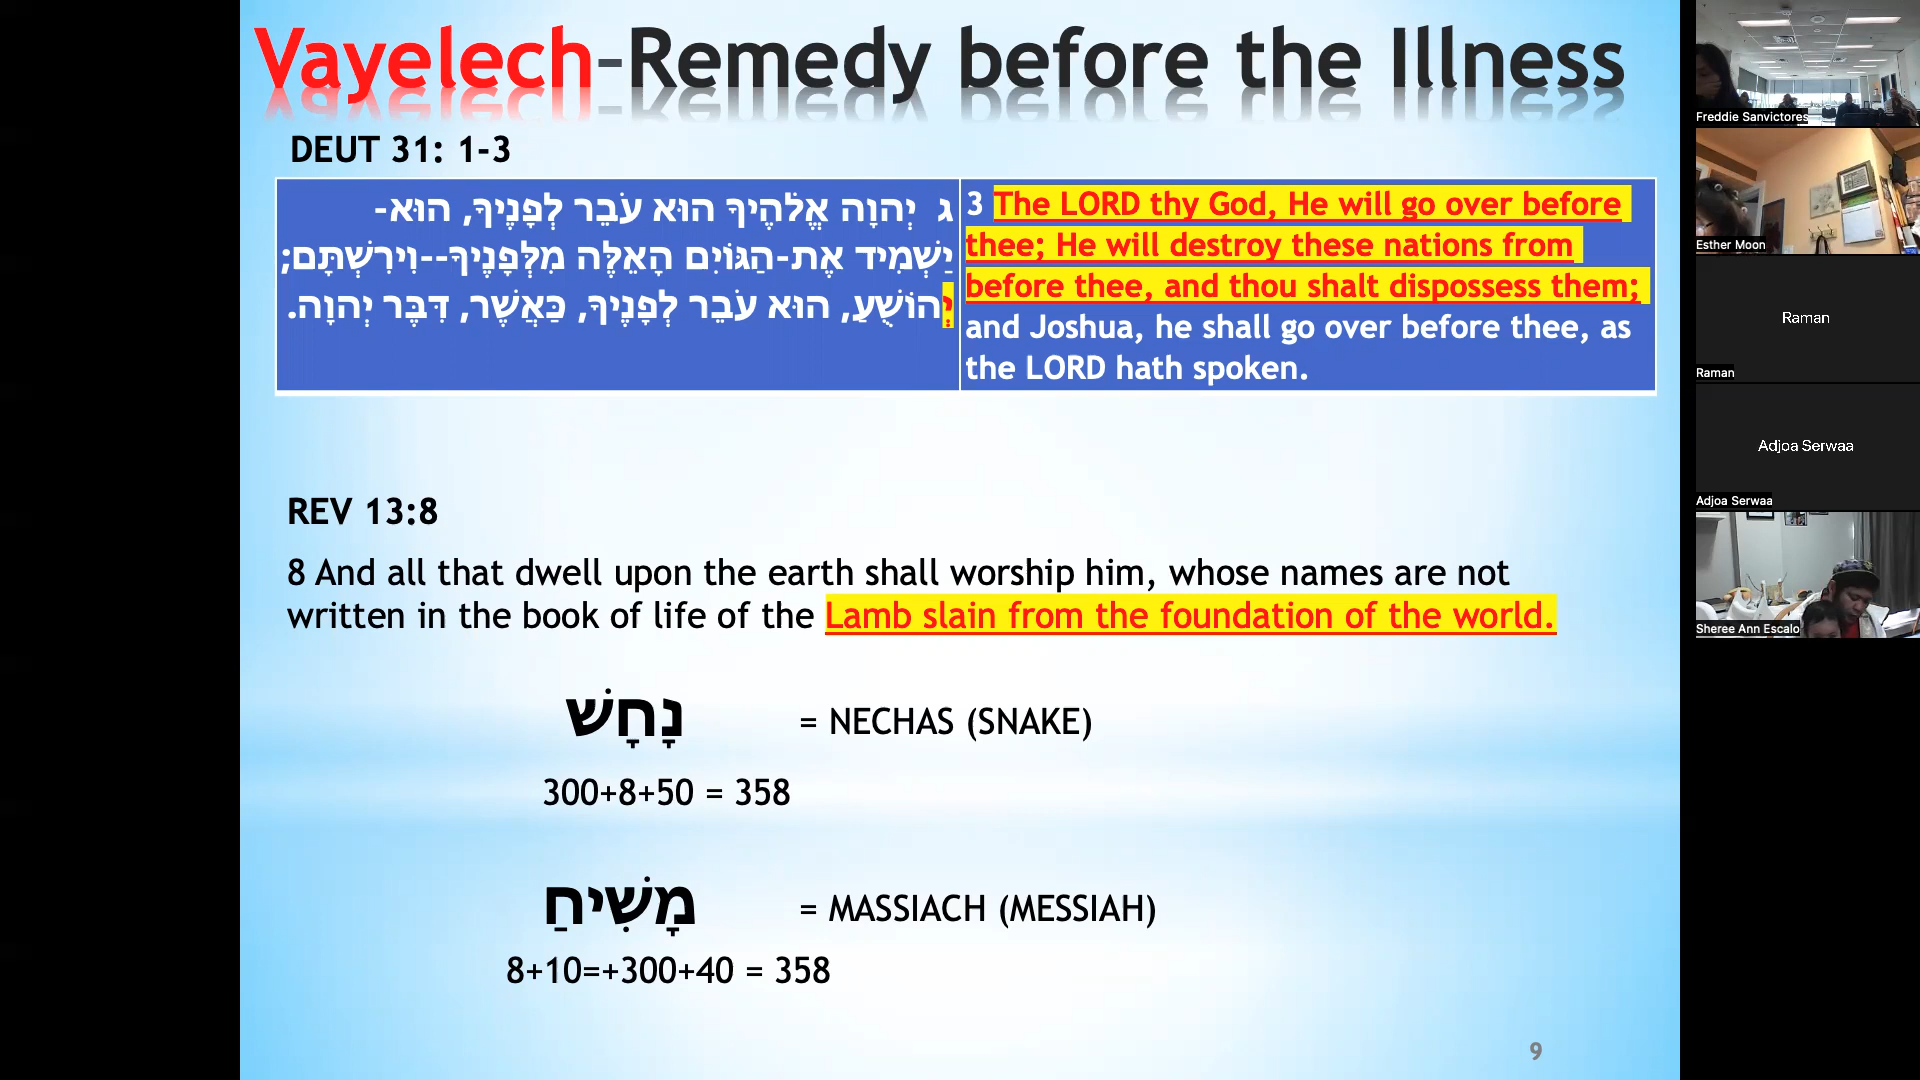 Vayelech-Remedy before the Illness
DEUT 31: 1-3
ג יְהוָה אֱלֹהֶיךָ הוּא עֹבֵר לְפָנֶיךָ, הוּא-
יַשְׁמִיד אֶת-הַגּוֹיִם הָאֵלֶּה מִלְּפָנֶיךָ--וִירִשְׁתָּם;
יְהוֹשֻׁעַ, הוּא עֹבֵר לְפָנֶיךָ, כַּאֲשֶׁר, דִּבֶּר יְהוָה.
3 The LORD thy God, He will go over before
thee; He will destroy these nations from
before thee, and thou shalt dispossess them;
and Joshua, he shall go over before thee, as
the LORD hath spoken.
REV 13:8
8 And all that dwell upon the earth shall worship him, whose names are not
written in the book of life of the Lamb slain from the foundation of the world.
נָחָשׁ = NECHAS (SNAKE)
300+8+50 = 358
מָשִׁיחַ = MASSIACH (MESSIAH)
8+10=+300+40 = 358
9
Freddie Sanvictores
Esther Moon
Raman
Raman
Adjoa Serwaa
Adjoa Serwaa
Sheree Ann Escalo